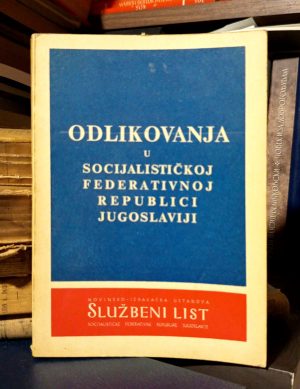 ODLIKOVANJA
U
SOCIJALISTIČKOJ
FEDERATIVNOJ
REPUBLICI
JUGOSLAVIJI
NOVINSKO-IZDAVAČKA USTANOVA
SLUŽBENI LIST
SOCIJALISTIČKE FEDERATIVNE REPUBLIKE JUGOSLAVIJE